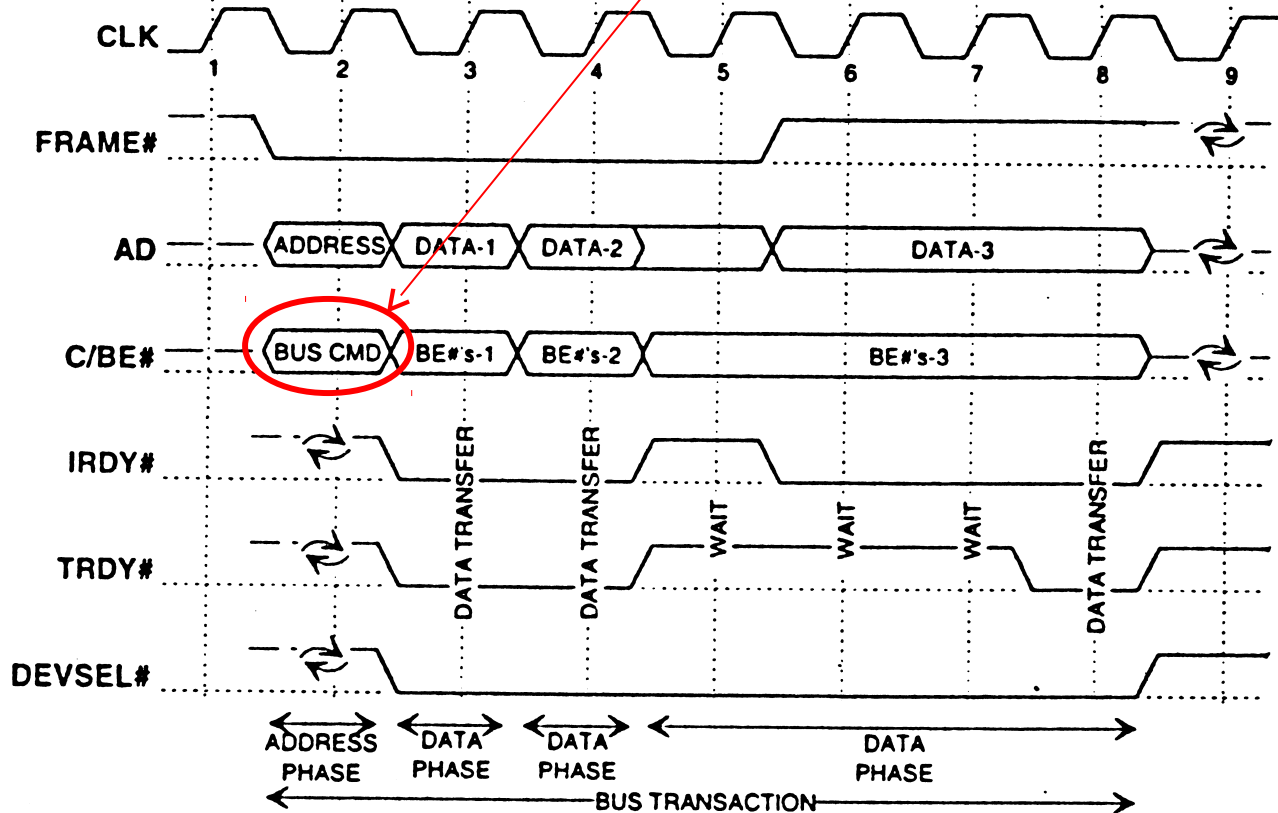 CLK
1 2 3 4 5 6 7 8 9
FRAME#
AD ADDRESS DATA-1 DATA-2 DATA-3
C/BE# BUS CMD BE#'s-1 BE#'s-2 BE#'s-3
IRDY#
TRDY#
DATA TRANSFER
DATA TRANSFER
WAIT
WAIT
WAIT
DATA TRANSFER
DEVSEL#
ADDRESS DATA DATA DATA
PHASE PHASE PHASE PHASE
BUS TRANSACTION